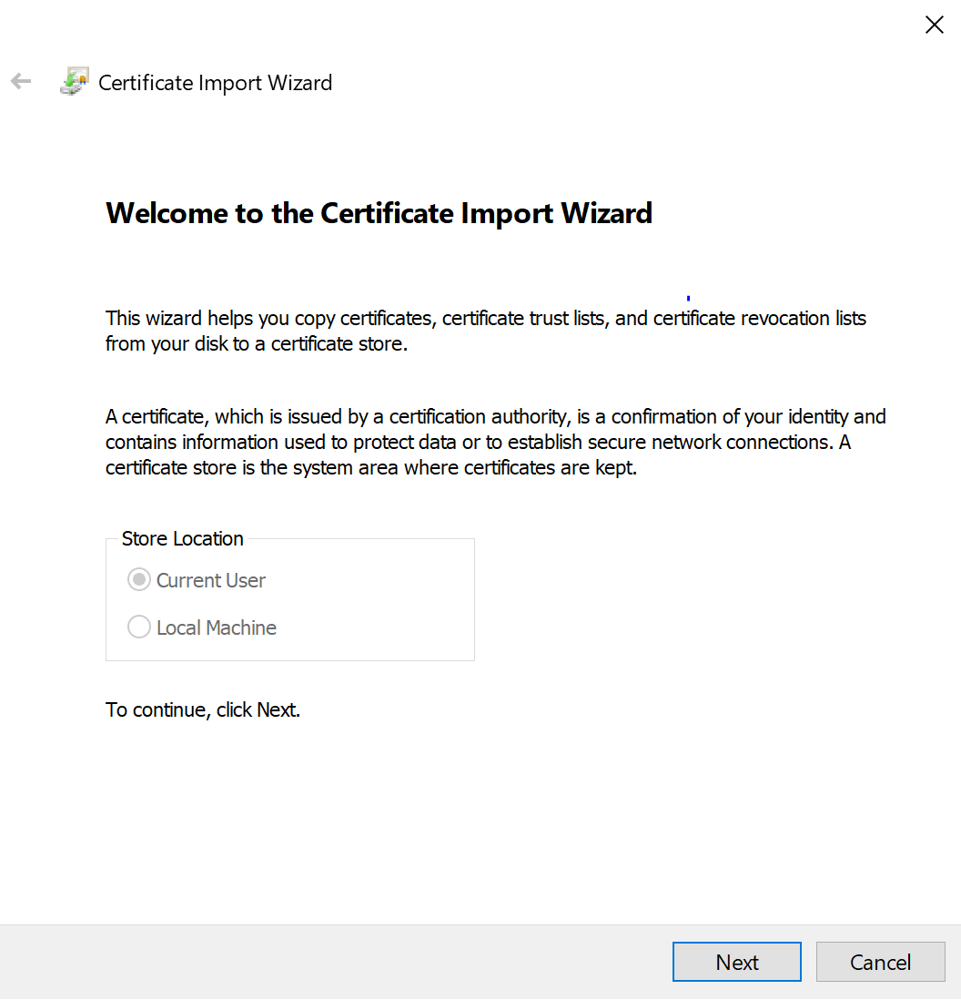 Certificate Import Wizard
Welcome to the Certificate Import Wizard
This wizard helps you copy certificates, certificate trust lists, and certificate revocation lists
from your disk to a certificate store.
A certificate, which is issued by a certification authority, is a confirmation of your identity and
contains information used to protect data or to establish secure network connections. A
certificate store is the system area where certificates are kept.
Store Location
Current User
Local Machine
To continue, click Next.
Next
Cancel